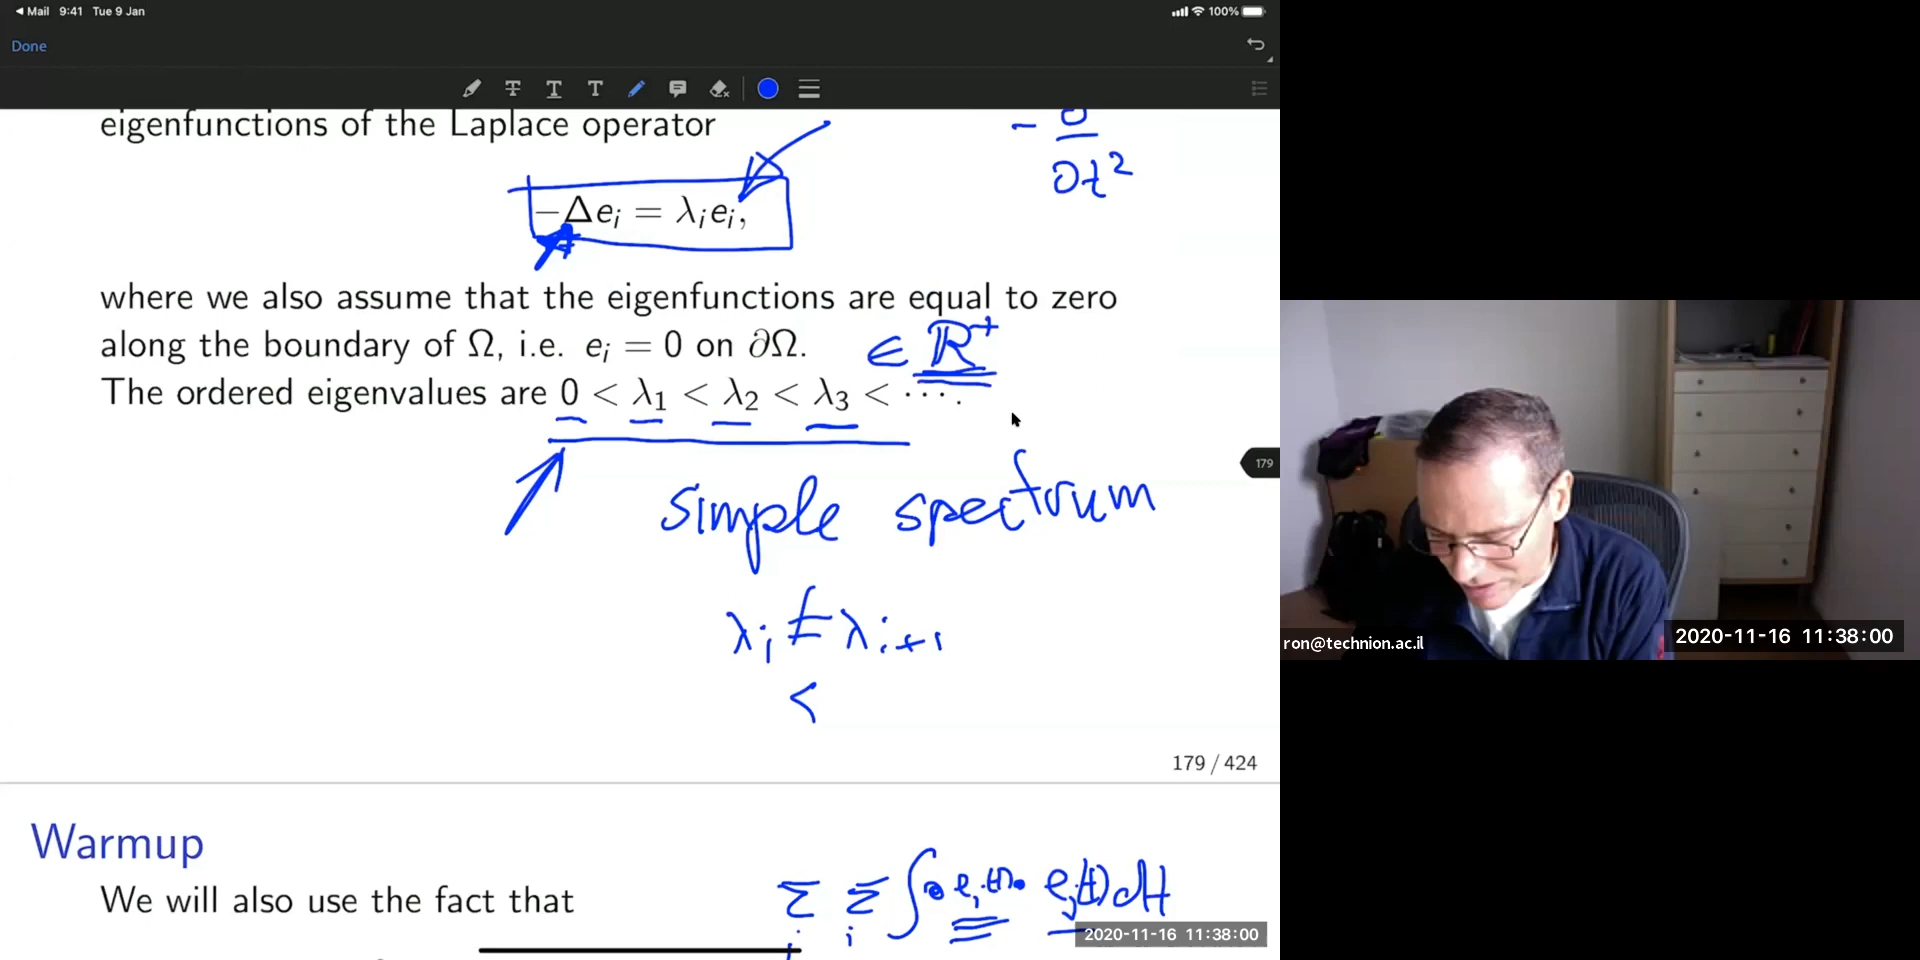 Mail 9:41 Tue 9 Jan 100%
Done
eigenfunctions of the Laplace operator
∂t²
−Δeᵢ = λᵢeᵢ,
where we also assume that the eigenfunctions are equal to zero
along the boundary of Ω, i.e. eᵢ = 0 on ∂Ω.
∈ ℝ⁺
The ordered eigenvalues are 0 < λ₁ < λ₂ < λ₃ < ⋯.
179
simple spectrum
λᵢ ≠ λᵢ₊₁
<
179 / 424
Warmup
We will also use the fact that
Σ Σ ∫ eᵢ(t) eⱼ(t) dt
i
2020-11-16 11:38:00
ron@technion.ac.il
2020-11-16 11:38:00